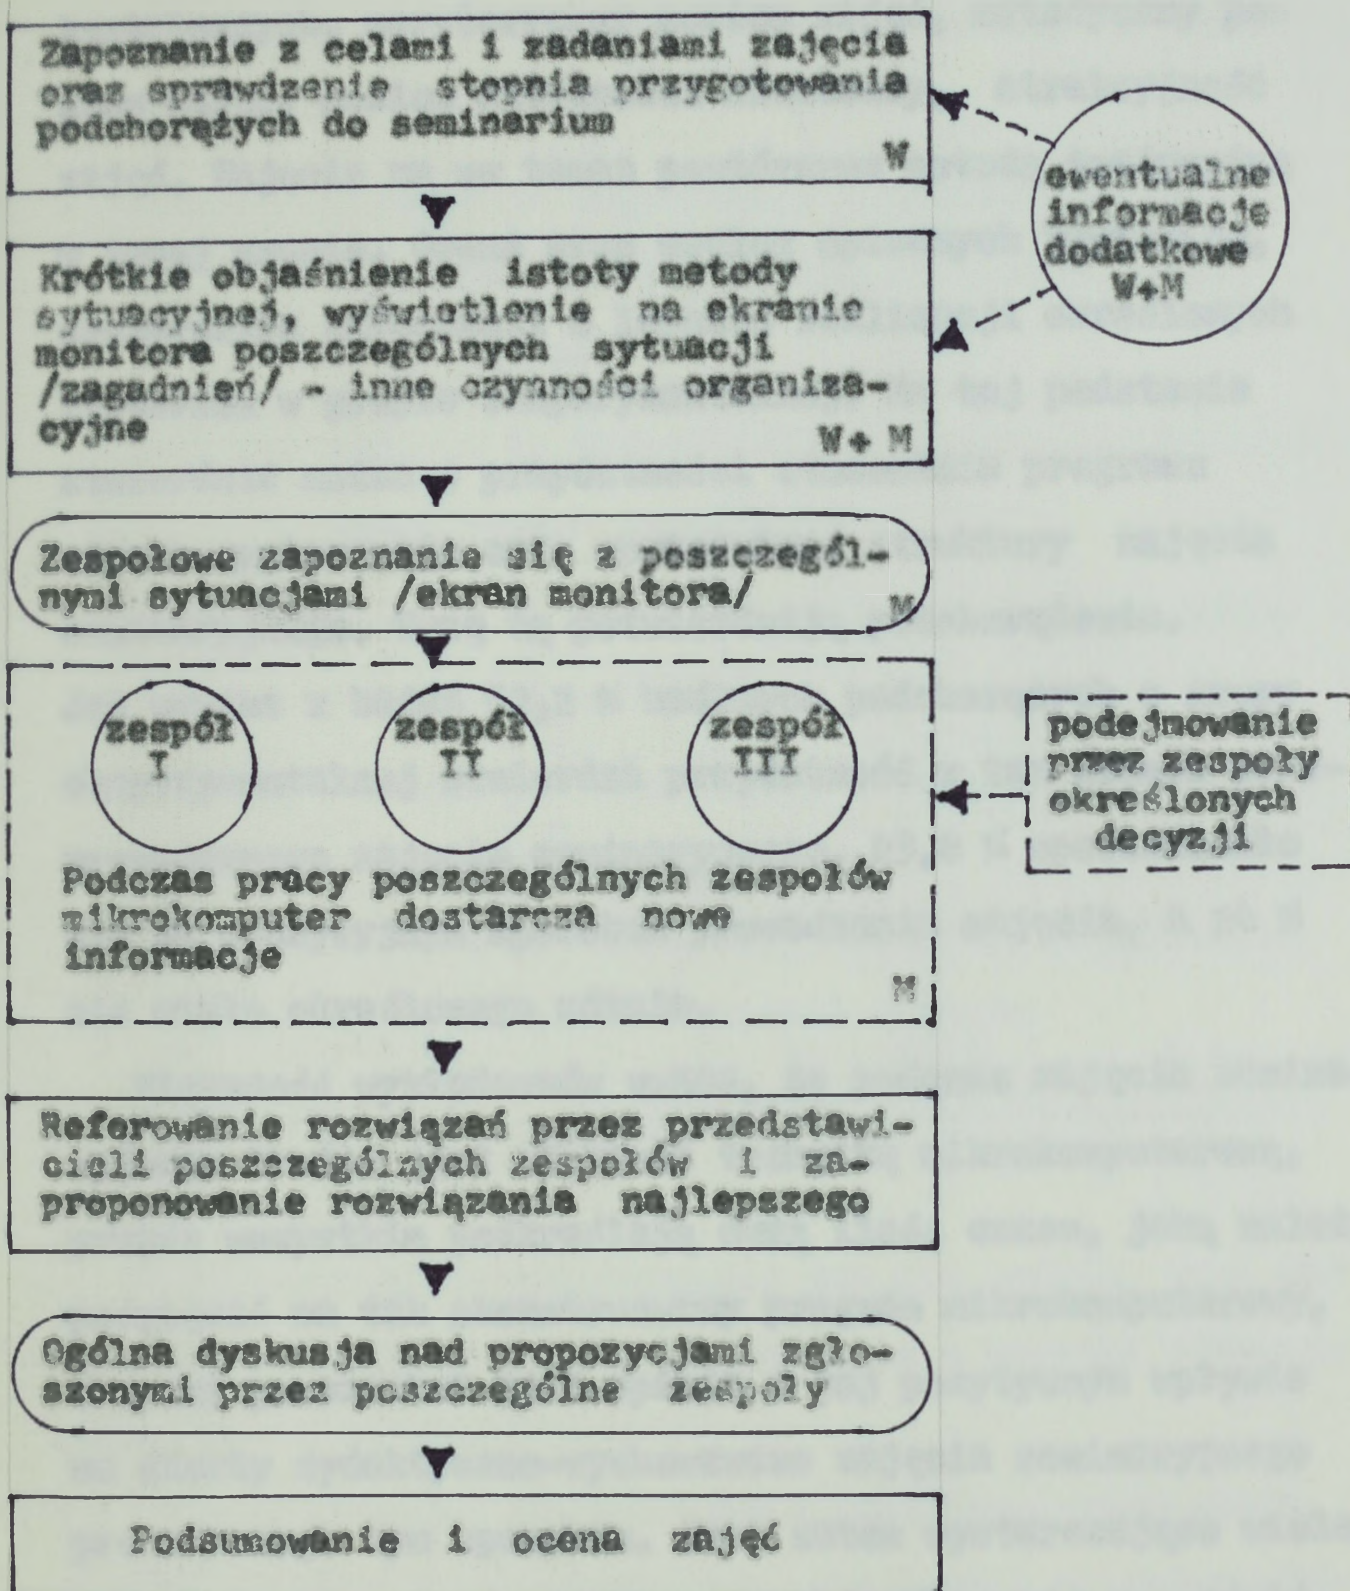 Zapoznanie z celami i zadaniami zajęcia
oraz sprawdzenie stopnia przygotowania
podchorążych do seminarium
W
ewentualne
informacje
dodatkowe
W+M
Krótkie objaśnienie istoty metody
sytuacyjnej, wyświetlenie na ekranie
monitora poszczególnych sytuacji
/zagadnień/ - inne czynności organiza-
cyjne
W+ M
Zespołowe zapoznanie się z poszczegól-
nymi sytuacjami /ekran monitora/
M
zespół
I
zespół
II
zespół
III
podejmowanie
przez zespoły
określonych
decyzji
Podczas pracy poszczególnych zespołów
mikrokomputer dostarcza nowe
informacje
M
Referowanie rozwiązań przez przedstawi-
cieli poszczególnych zespołów i za-
proponowanie rozwiązania najlepszego
Ogólna dyskusja nad propozycjami zgło-
szonymi przez poszczególne zespoły
Podsumowanie i ocena zajęć